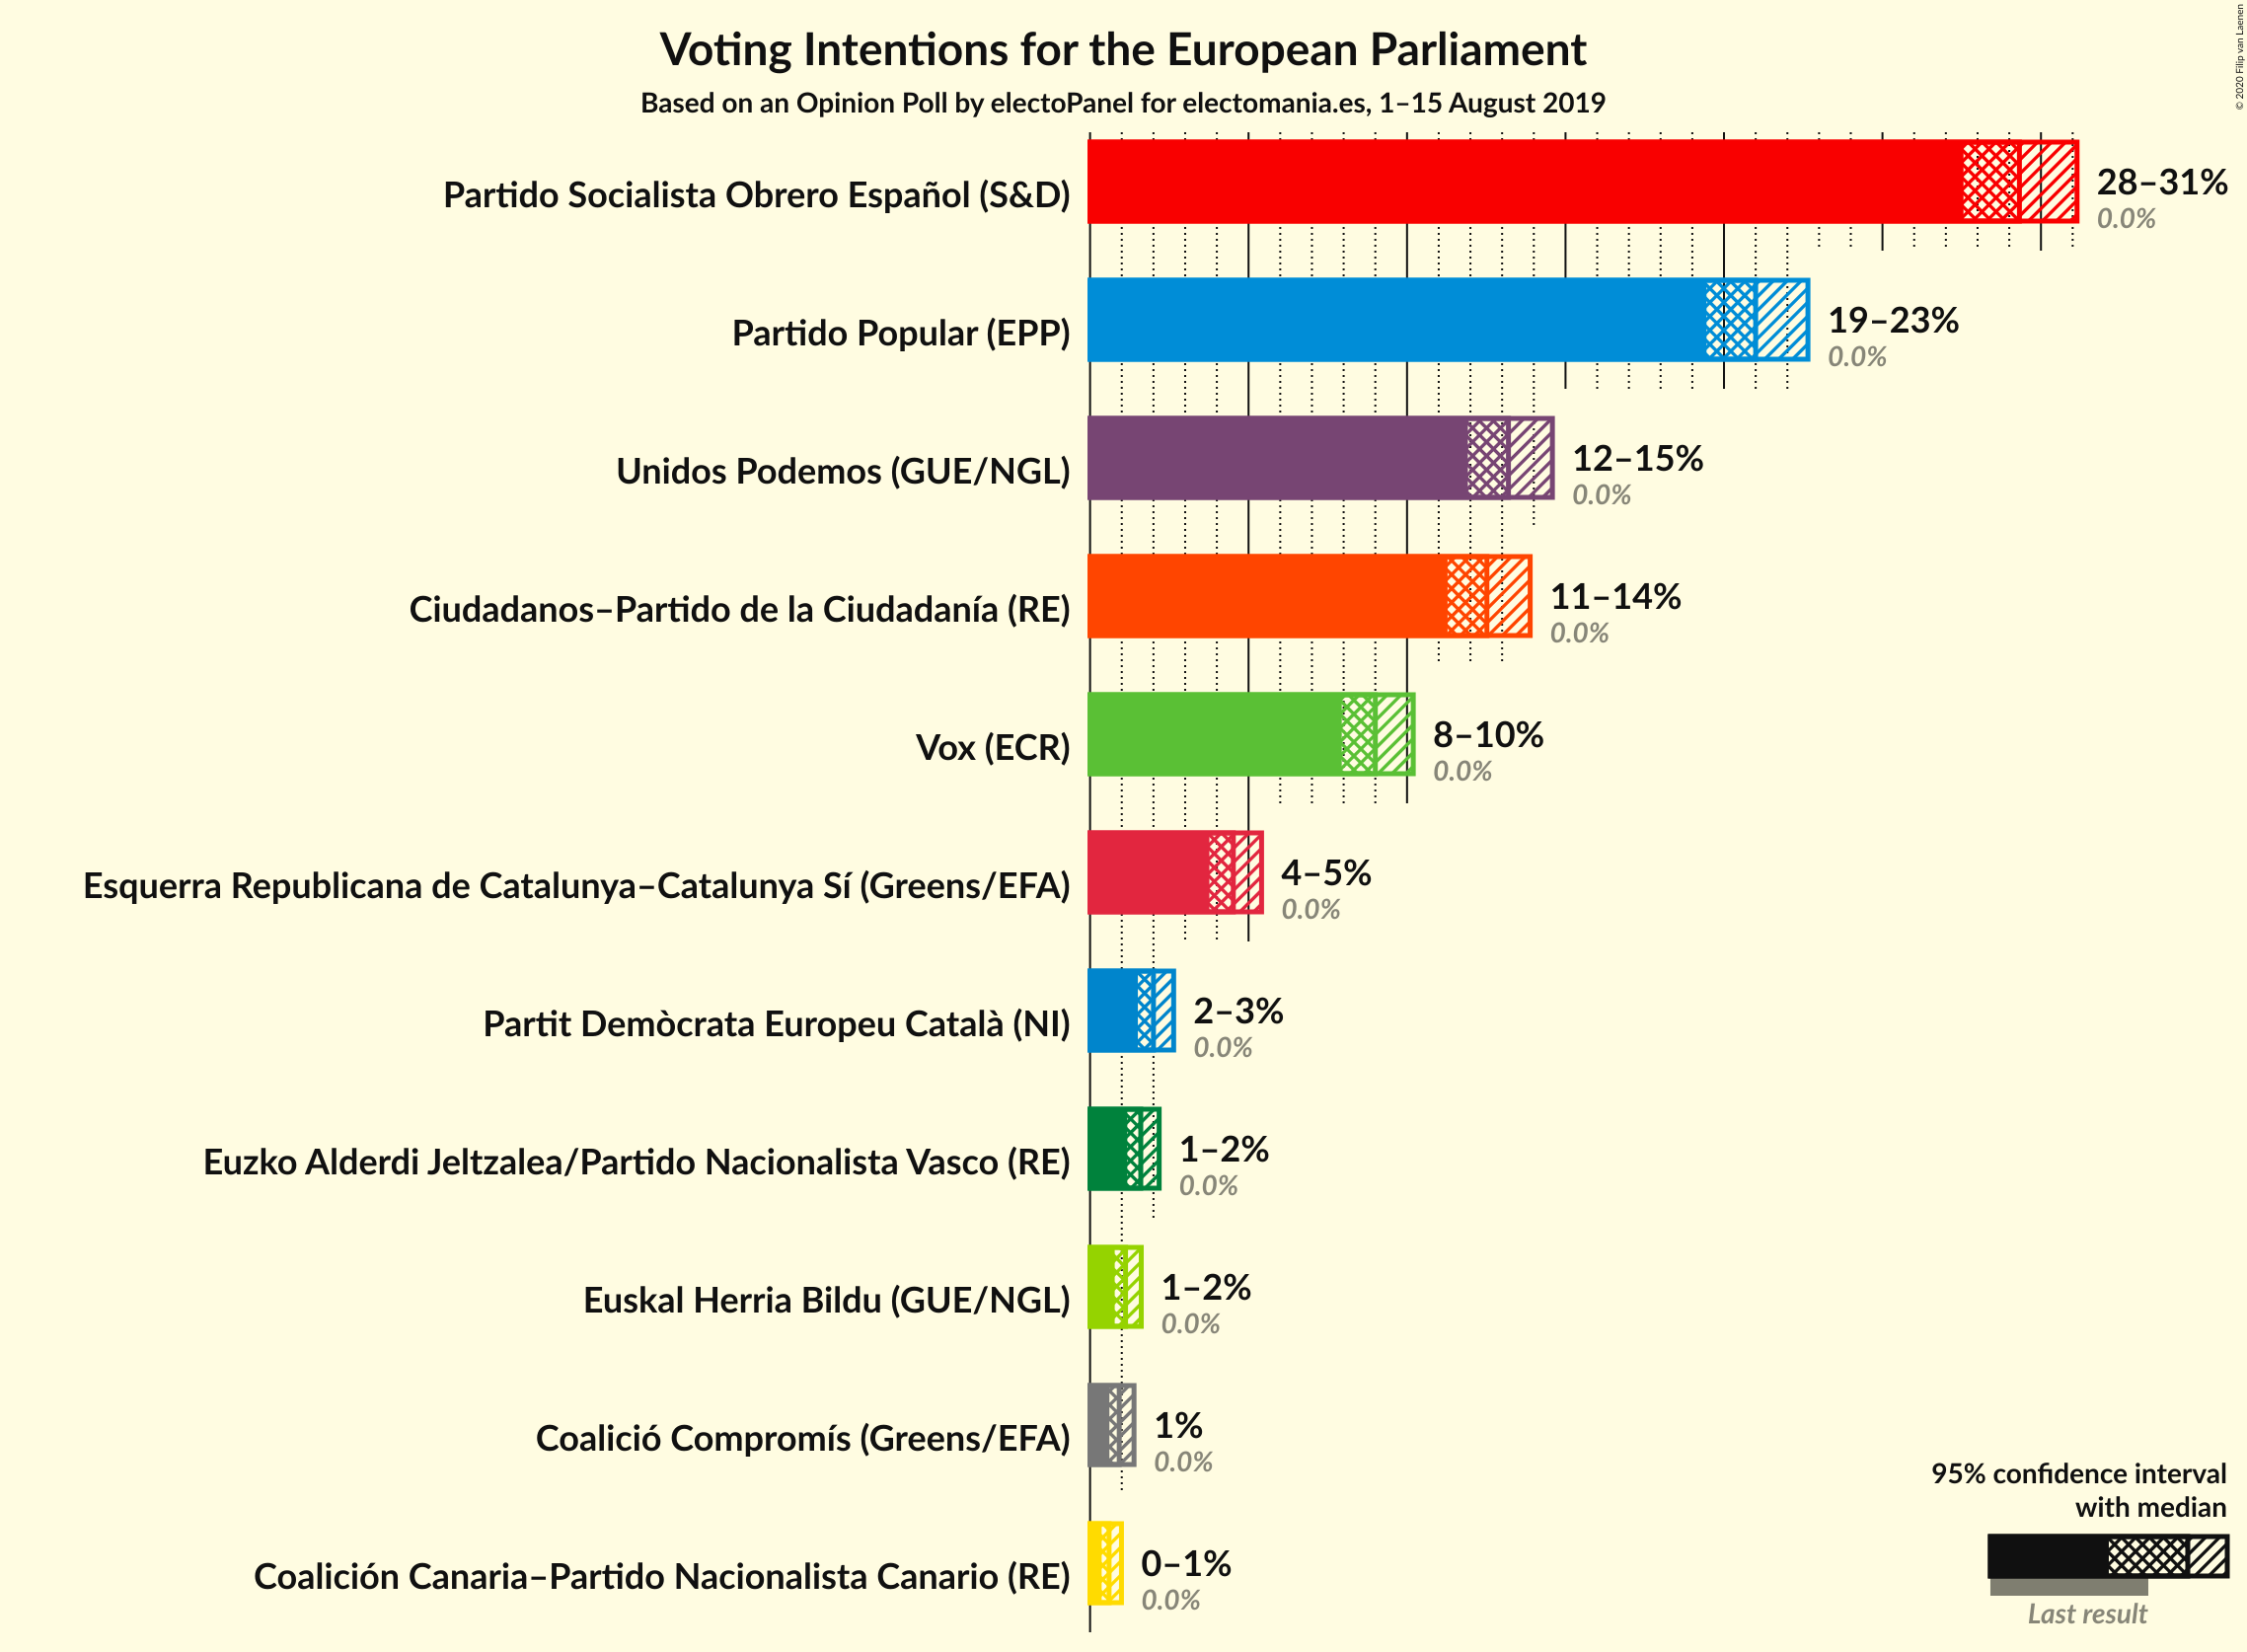 Voting Intentions for the European Parliament
Based on an Opinion Poll by electoPanel for electomania.es, 1–15 August 2019
© 2020 Filip van Laenen
Partido Socialista Obrero Español (S&D)
28–31%
0.0%
Partido Popular (EPP)
19–23%
0.0%
Unidos Podemos (GUE/NGL)
12–15%
0.0%
Ciudadanos–Partido de la Ciudadanía (RE)
11–14%
0.0%
Vox (ECR)
8–10%
0.0%
Esquerra Republicana de Catalunya–Catalunya Sí (Greens/EFA)
4–5%
0.0%
Partit Demòcrata Europeu Català (NI)
2–3%
0.0%
Euzko Alderdi Jeltzalea/Partido Nacionalista Vasco (RE)
1–2%
0.0%
Euskal Herria Bildu (GUE/NGL)
1–2%
0.0%
Coalició Compromís (Greens/EFA)
1%
0.0%
Coalición Canaria–Partido Nacionalista Canario (RE)
0–1%
0.0%
95% confidence interval
with median
Last result